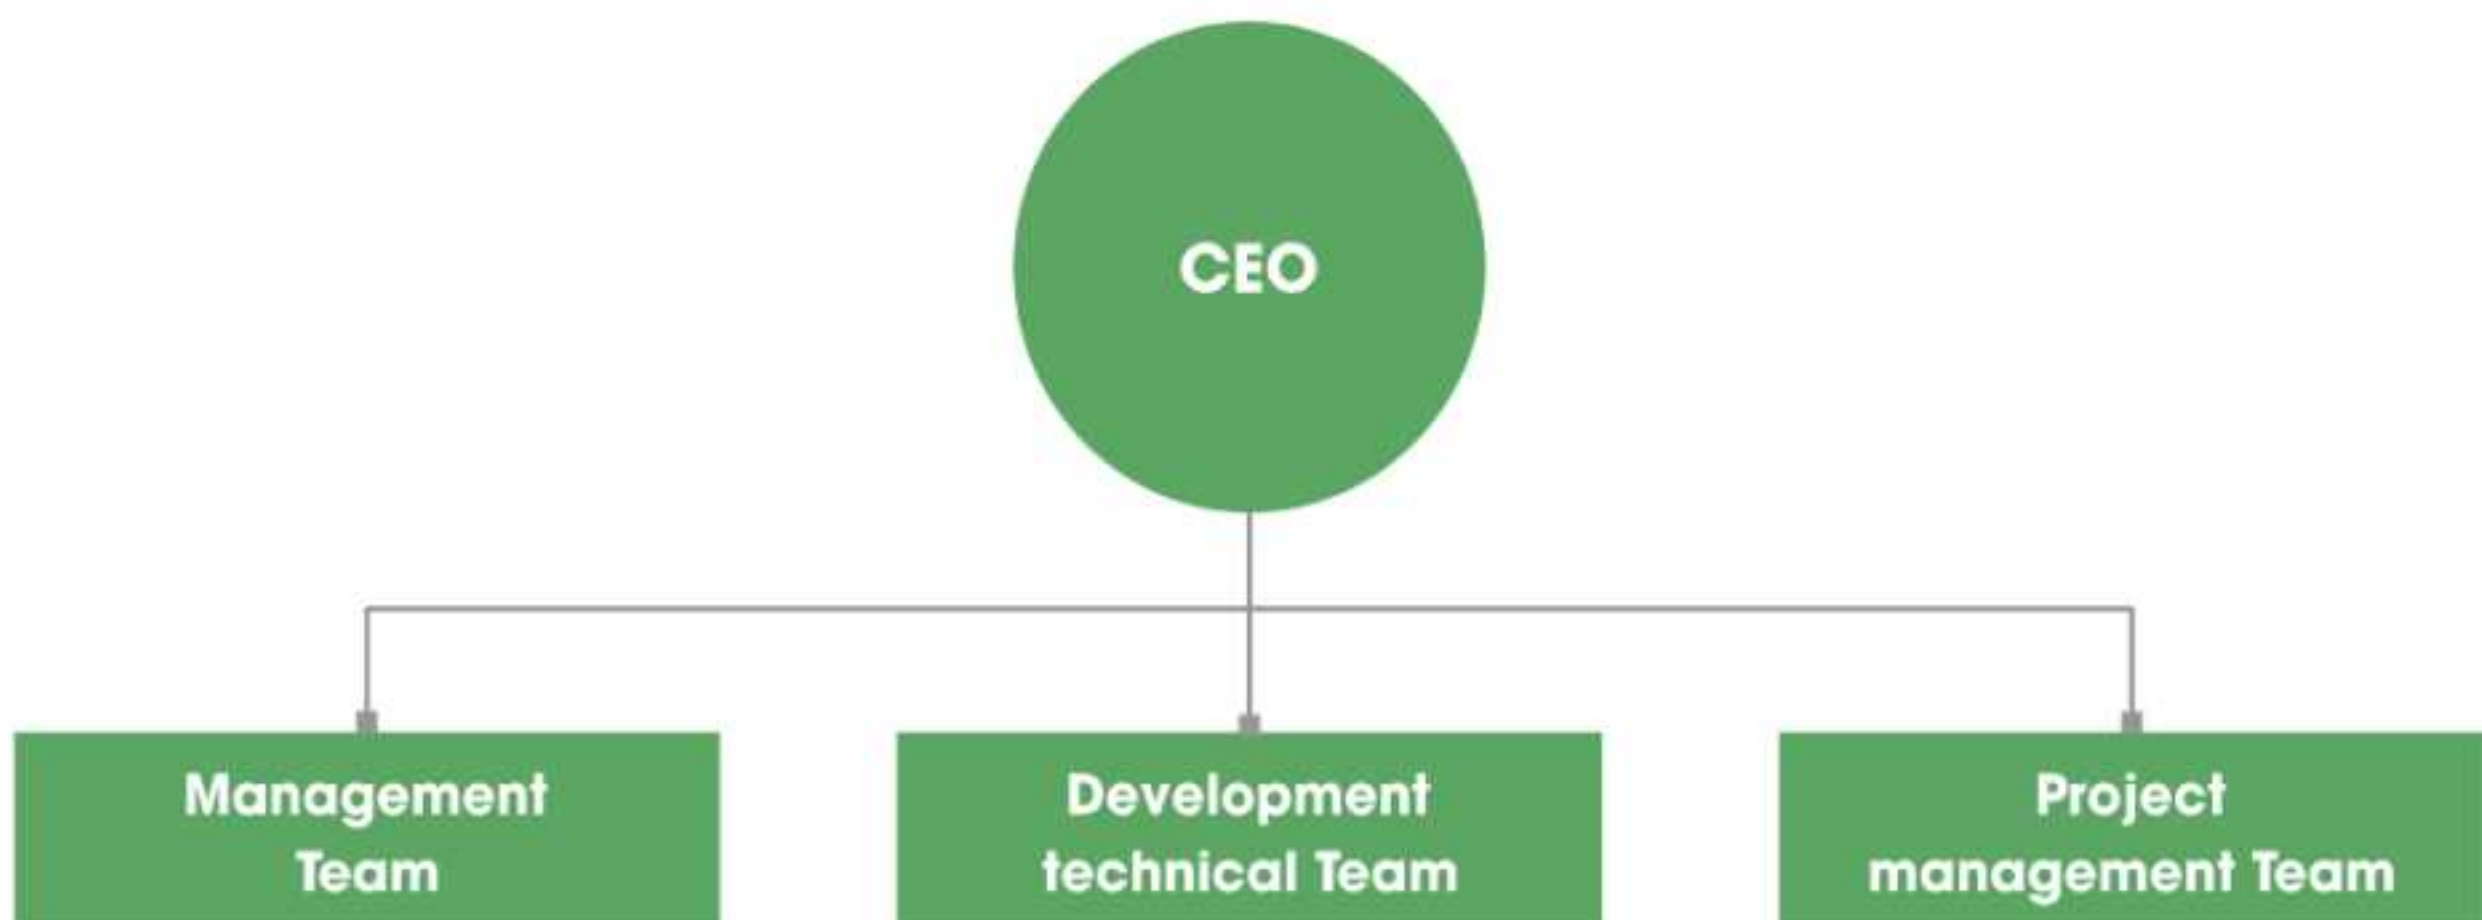 CEO
Management
Team
Development
technical Team
Project
management Team